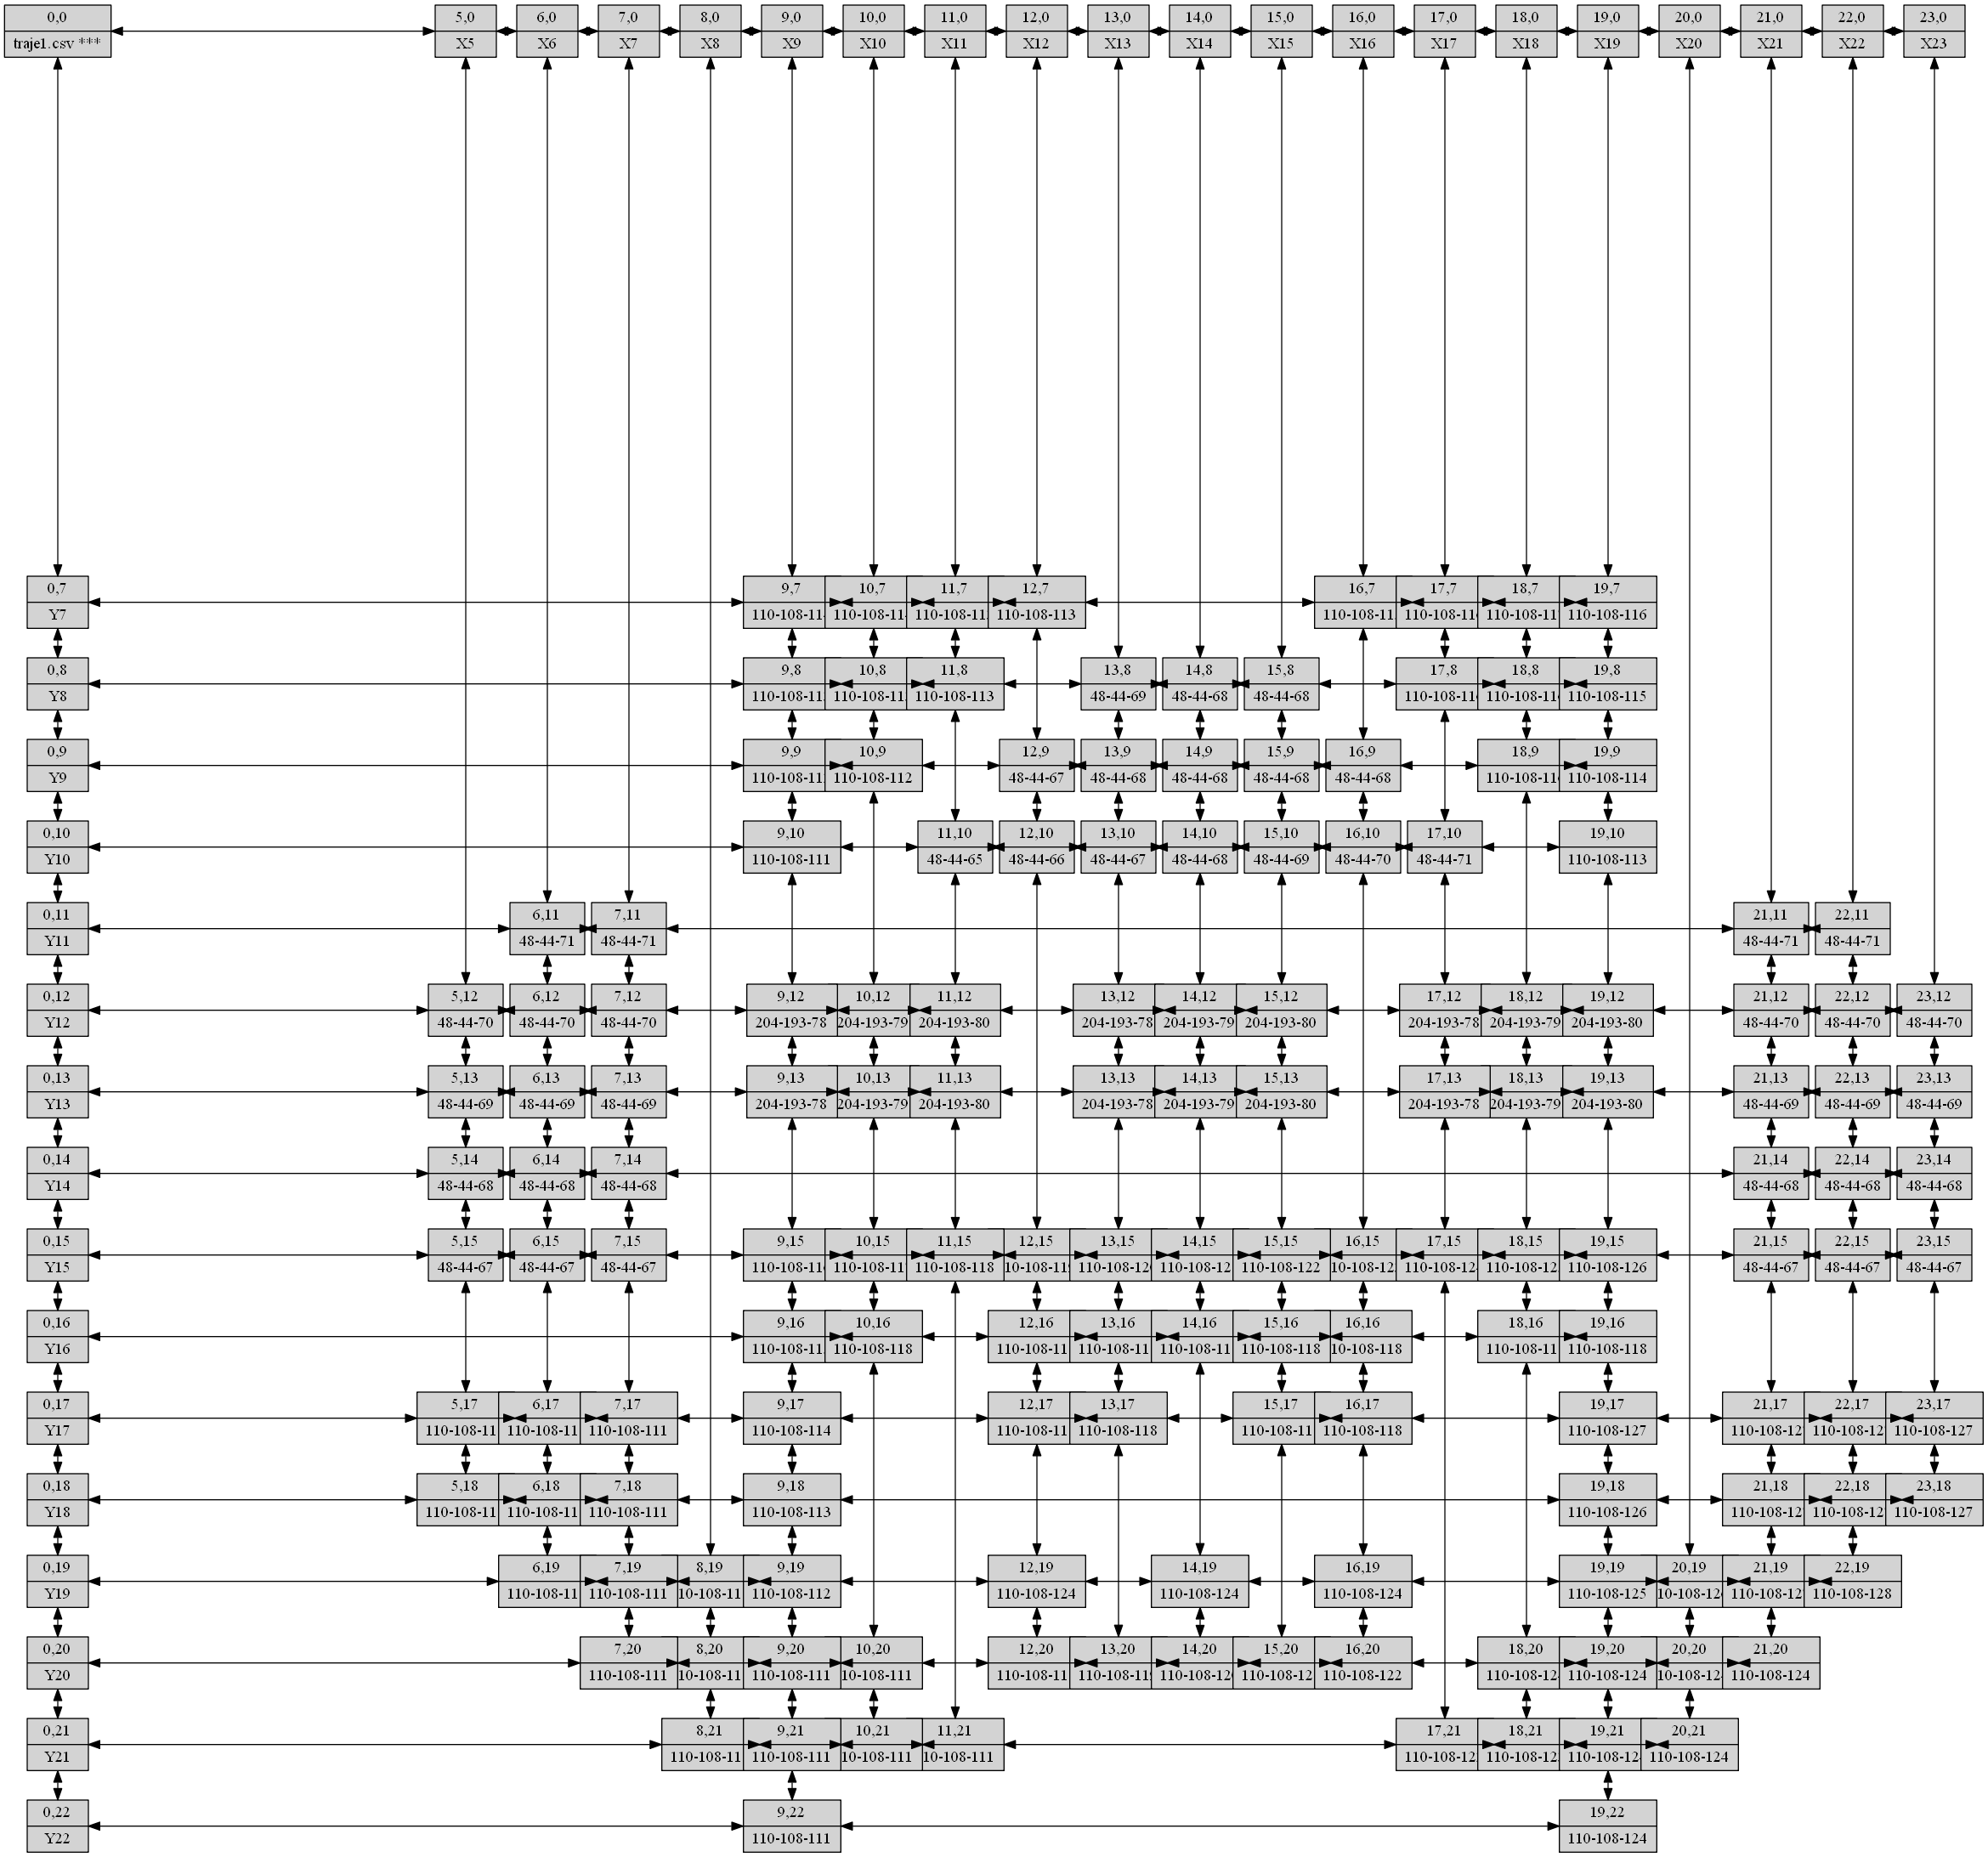 0,0 5,0 6,0 7,0 8,0 9,0 10,0 11,0 12,0 13,0 14,0 15,0 16,0 17,0 18,0 19,0 20,0 21,0 22,0 23,0
traje1.csv *** X5 X6 X7 X8 X9 X10 X11 X12 X13 X14 X15 X16 X17 X18 X19 X20 X21 X22 X23
0,7 9,7 10,7 11,7 12,7 16,7 17,7 18,7 19,7
Y7 110-108-11 110-108-11 110-108-11 110-108-113 110-108-11 110-108-11 110-108-11 110-108-116
0,8 9,8 10,8 11,8 13,8 14,8 15,8 17,8 18,8 19,8
Y8 110-108-11 110-108-11 110-108-113 48-44-69 48-44-68 48-44-68 110-108-11 110-108-11 110-108-115
0,9 9,9 10,9 12,9 13,9 14,9 15,9 16,9 18,9 19,9
Y9 110-108-11 110-108-112 48-44-67 48-44-68 48-44-68 48-44-68 48-44-68 110-108-11 110-108-114
0,10 9,10 11,10 12,10 13,10 14,10 15,10 16,10 17,10 19,10
Y10 110-108-111 48-44-65 48-44-66 48-44-67 48-44-68 48-44-69 48-44-70 48-44-71 110-108-113
0,11 6,11 7,11 21,11 22,11
Y11 48-44-71 48-44-71 48-44-71 48-44-71
0,12 5,12 6,12 7,12 9,12 10,12 11,12 13,12 14,12 15,12 17,12 18,12 19,12 21,12 22,12 23,12
Y12 48-44-70 48-44-70 48-44-70 204-193-78 204-193-79 204-193-80 204-193-78 204-193-79 204-193-80 204-193-78 204-193-79 204-193-80 48-44-70 48-44-70 48-44-70
0,13 5,13 6,13 7,13 9,13 10,13 11,13 13,13 14,13 15,13 17,13 18,13 19,13 21,13 22,13 23,13
Y13 48-44-69 48-44-69 48-44-69 204-193-78 204-193-79 204-193-80 204-193-78 204-193-79 204-193-80 204-193-78 204-193-79 204-193-80 48-44-69 48-44-69 48-44-69
0,14 5,14 6,14 7,14 21,14 22,14 23,14
Y14 48-44-68 48-44-68 48-44-68 48-44-68 48-44-68 48-44-68
0,15 5,15 6,15 7,15 9,15 10,15 11,15 12,15 13,15 14,15 15,15 16,15 17,15 18,15 19,15 21,15 22,15 23,15
Y15 48-44-67 48-44-67 48-44-67 110-108-11 110-108-11 110-108-118 10-108-119 110-108-12 110-108-12 110-108-122 10-108-12 110-108-12 110-108-12 110-108-126 48-44-67 48-44-67 48-44-67
0,16 9,16 10,16 12,16 13,16 14,16 15,16 16,16 18,16 19,16
Y16 110-108-11 110-108-118 110-108-11 110-108-11 110-108-11 110-108-118 10-108-118 110-108-11 110-108-118
0,17 5,17 6,17 7,17 9,17 12,17 13,17 15,17 16,17 19,17 21,17 22,17 23,17
Y17 110-108-11 110-108-11 110-108-111 110-108-114 110-108-11 110-108-118 110-108-11 110-108-118 110-108-127 110-108-12 110-108-12 110-108-127
0,18 5,18 6,18 7,18 9,18 19,18 21,18 22,18 23,18
Y18 110-108-11 110-108-11 110-108-111 110-108-113 110-108-126 110-108-12 110-108-12 110-108-127
0,19 6,19 7,19 8,19 9,19 12,19 14,19 16,19 19,19 20,19 21,19 22,19
Y19 110-108-11 110-108-111 10-108-11 110-108-112 110-108-124 110-108-124 110-108-124 110-108-125 10-108-12 110-108-12 110-108-128
0,20 7,20 8,20 9,20 10,20 12,20 13,20 14,20 15,20 16,20 18,20 19,20 20,20 21,20
Y20 110-108-111 10-108-11 110-108-111 10-108-111 110-108-11 110-108-119 110-108-12 110-108-12 110-108-122 110-108-12 110-108-124 10-108-12 110-108-124
0,21 8,21 9,21 10,21 11,21 17,21 18,21 19,21 20,21
Y21 110-108-11 110-108-111 10-108-111 10-108-111 110-108-12 110-108-12 110-108-12 110-108-124
0,22 9,22 19,22
Y22 110-108-111 110-108-124